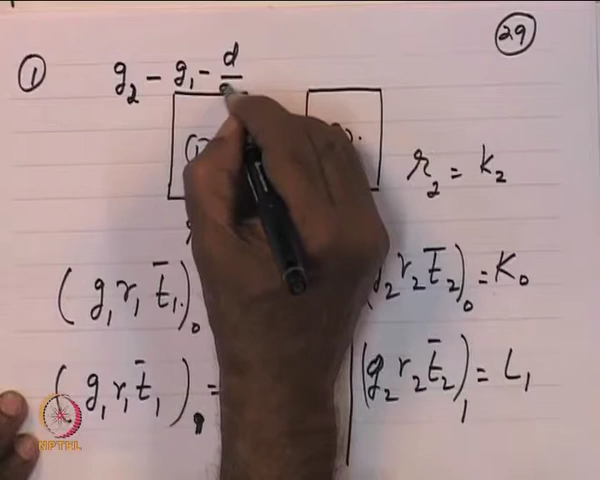 29
① g₂ - g₁ - d
r₂ = k₂
(g₁ r₁ t̄₁)₀ g₂ r₂ t̄₂)₀ = K₀
(g₁ r₁ t̄₁)₁ = (g₂ r₂ t̄₂)₁ = L₁
NPTEL